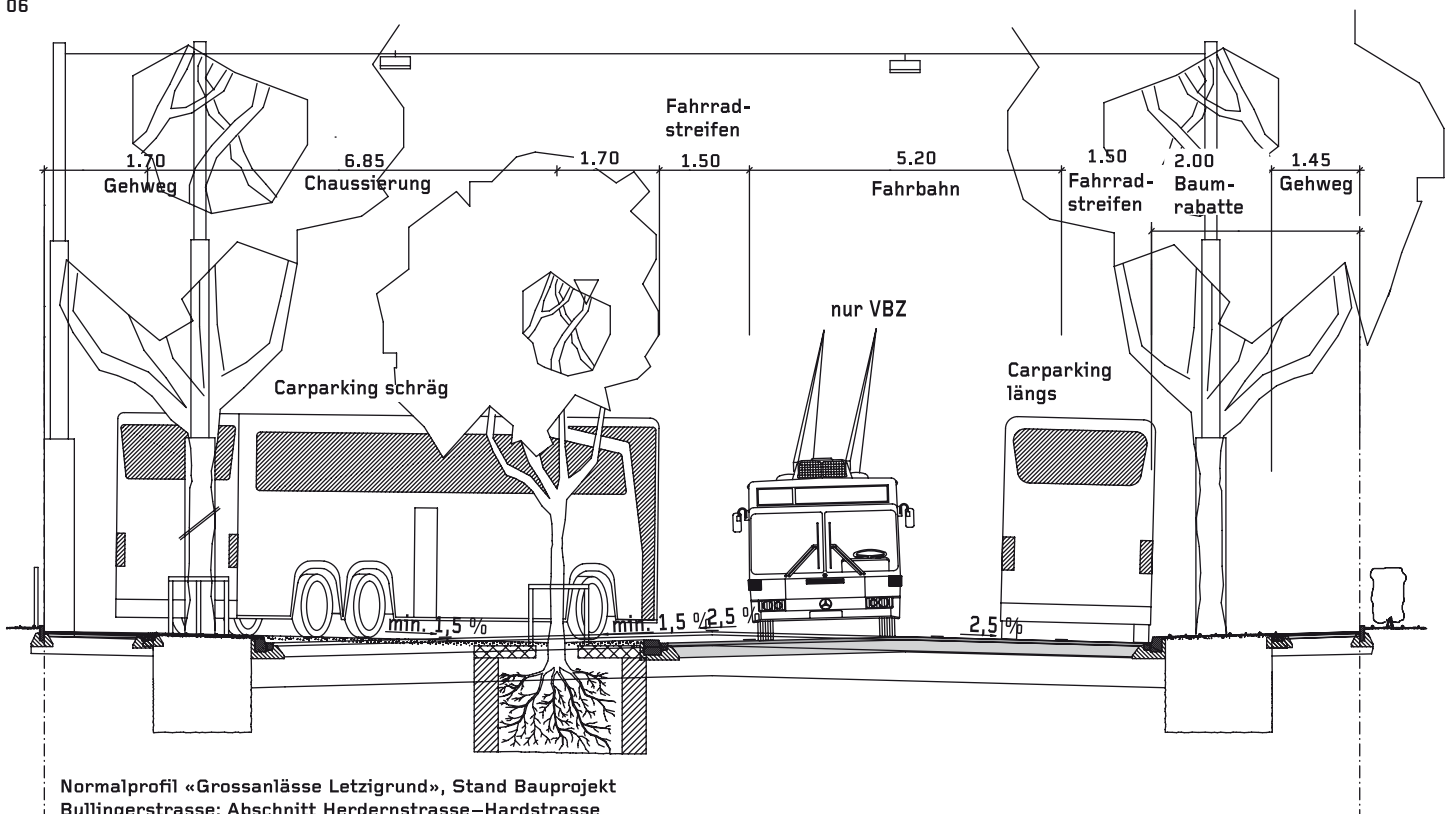 06
Fahrrad-
streifen
1.70
6.85
1.70
1.50
5.20
1.50
2.00
1.45
Gehweg
Chaussierung
Fahrbahn
Fahrrad-
streifen
Baum-
rabatte
Gehweg
nur VBZ
Carparking schräg
Carparking
längs
min. 1,5 %
min. 1,5 %
2,5 %
2,5 %
Normalprofil «Grossanlässe Letzigrund», Stand Bauprojekt
Bullingerstrasse: Abschnitt Herdernstrasse–Hardstrasse